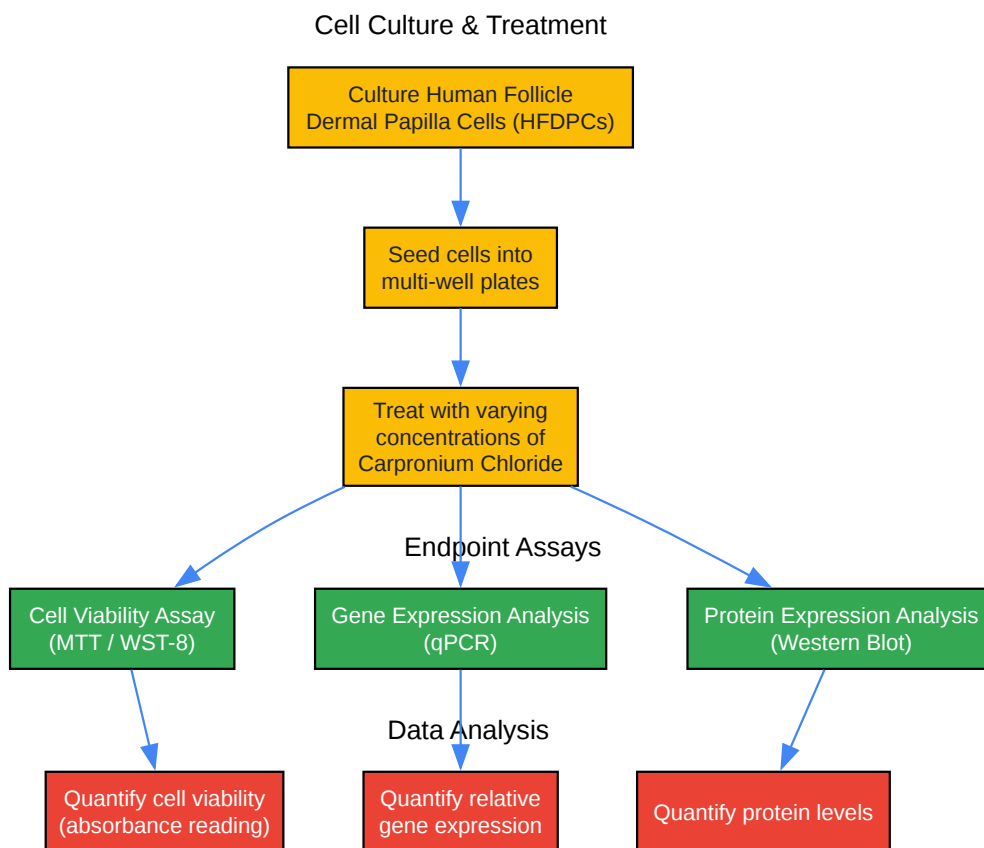 Cell Culture & Treatment
Culture Human Follicle
Dermal Papilla Cells (HFDPCs)
Seed cells into
multi-well plates
Treat with varying
concentrations of
Carpronium Chloride
Endpoint Assays
Cell Viability Assay
(MTT / WST-8)
Gene Expression Analysis
(qPCR)
Protein Expression Analysis
(Western Blot)
Data Analysis
Quantify cell viability
(absorbance reading)
Quantify relative
gene expression
Quantify protein levels